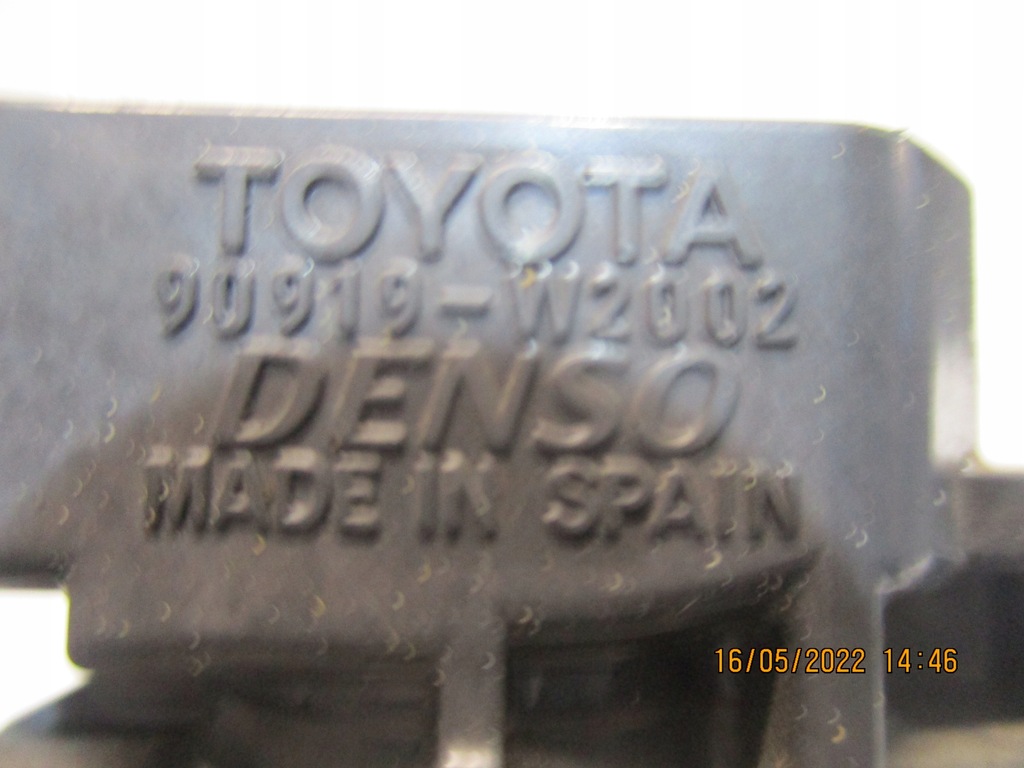 TOYOTA
90919-W2002
DENSO
MADE IN SPAIN
16/05/2022 14:46